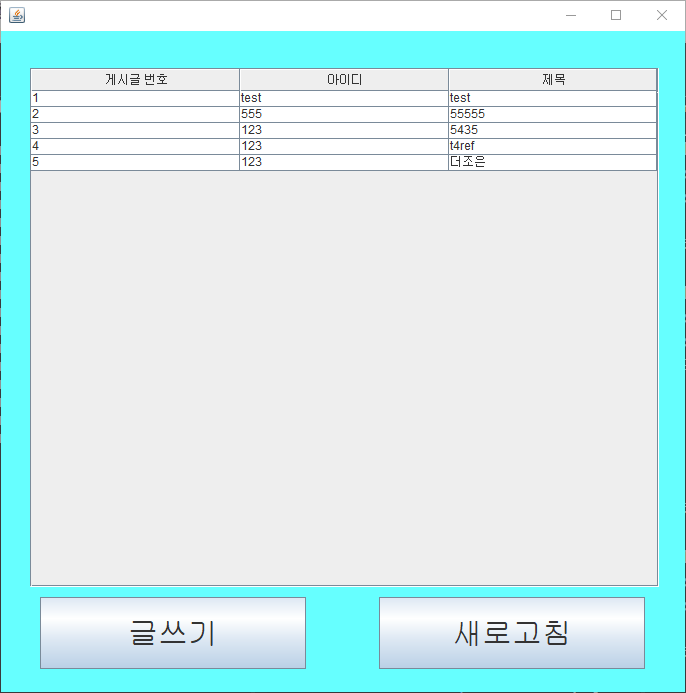 게시글 번호 아이디 제목
1 test test
2 555 55555
3 123 5435
4 123 t4ref
5 123 더조은
글쓰기 새로고침